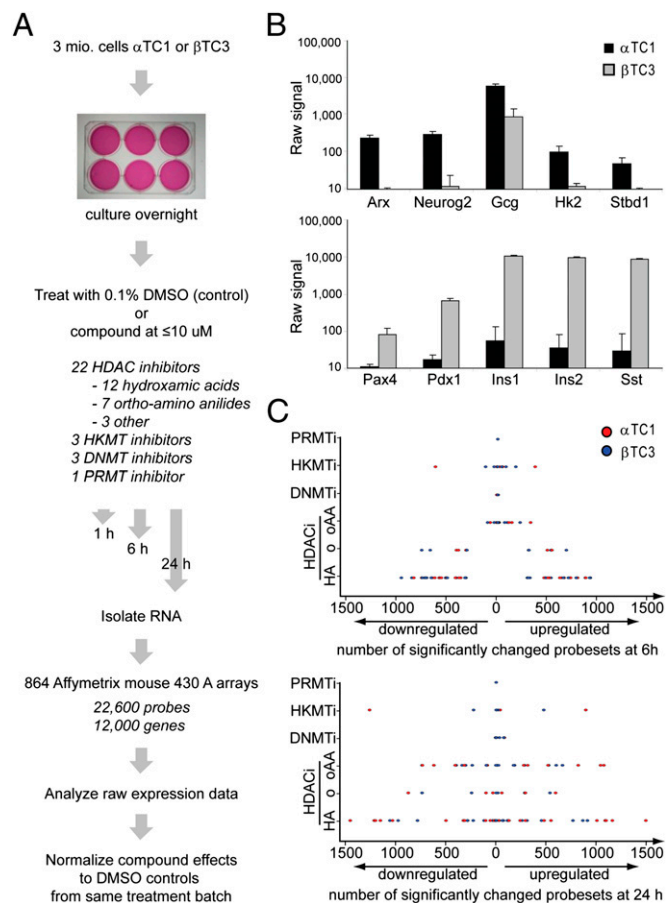 A
3 mio. cells αTC1 or βTC3
culture overnight
Treat with 0.1% DMSO (control)
or
compound at ≤10 uM
22 HDAC inhibitors
- 12 hydroxamic acids
- 7 ortho-amino anilides
- 3 other
3 HKMT inhibitors
3 DNMT inhibitors
1 PRMT inhibitor
1 h
6 h
24 h
Isolate RNA
864 Affymetrix mouse 430 A arrays
22,600 probes
12,000 genes
Analyze raw expression data
Normalize compound effects
to DMSO controls
from same treatment batch
B
αTC1
βTC3
Raw signal
100,000
10,000
1,000
100
10
Arx Neurog2 Gcg Hk2 Stbd1
Raw signal
100,000
10,000
1,000
100
10
Pax4 Pdx1 Ins1 Ins2 Sst
C
αTC1
βTC3
PRMTi
HKMTi
DNMTi
HDACi
oAA
o
HA
1500 1000 500 0 500 1000 1500
downregulated upregulated
number of significantly changed probesets at 6h
PRMTi
HKMTi
DNMTi
HDACi
oAA
o
HA
1500 1000 500 0 500 1000 1500
downregulated upregulated
number of significantly changed probesets at 24 h